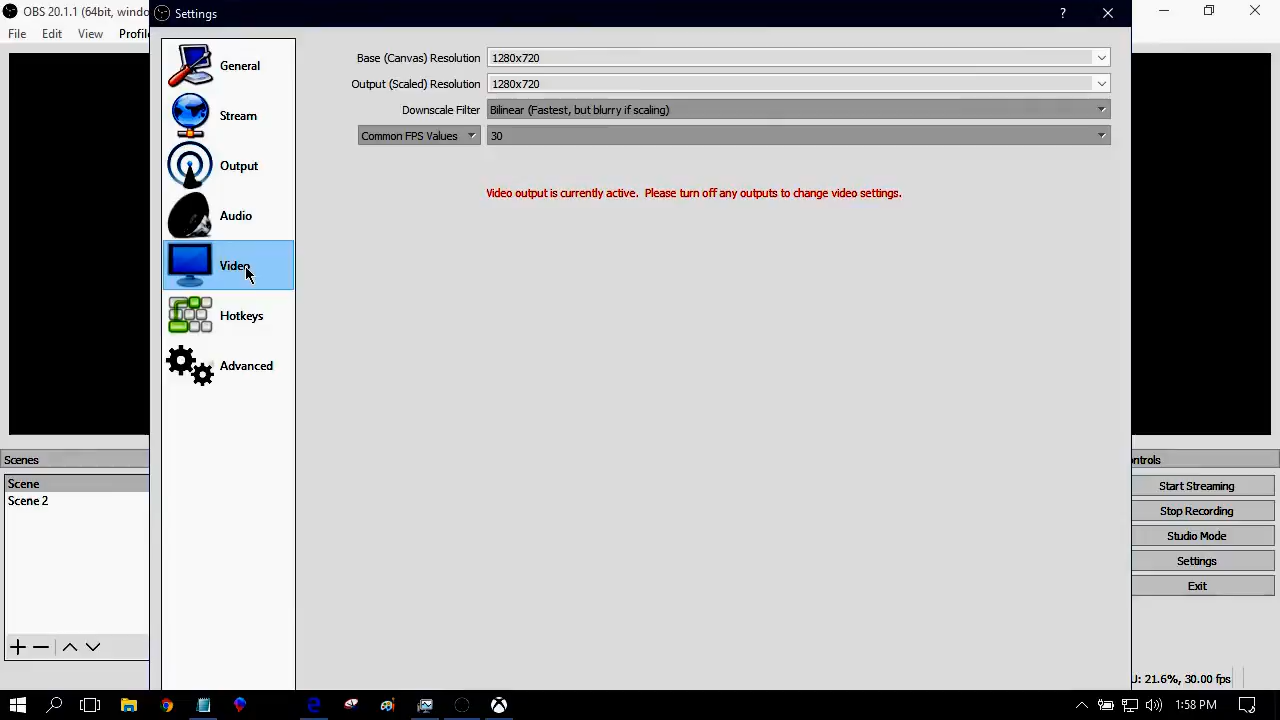 OBS 20.1.1 (64bit, windo
Settings
?
File Edit View Profil
General
Stream
Output
Audio
Video
Hotkeys
Advanced
Base (Canvas) Resolution 1280x720
Output (Scaled) Resolution 1280x720
Downscale Filter Bilinear (Fastest, but blurry if scaling)
Common FPS Values 30
Video output is currently active. Please turn off any outputs to change video settings.
Scenes
Scene
Scene 2
ntrols
Start Streaming
Stop Recording
Studio Mode
Settings
Exit
U: 21.6%, 30.00 fps
1:58 PM